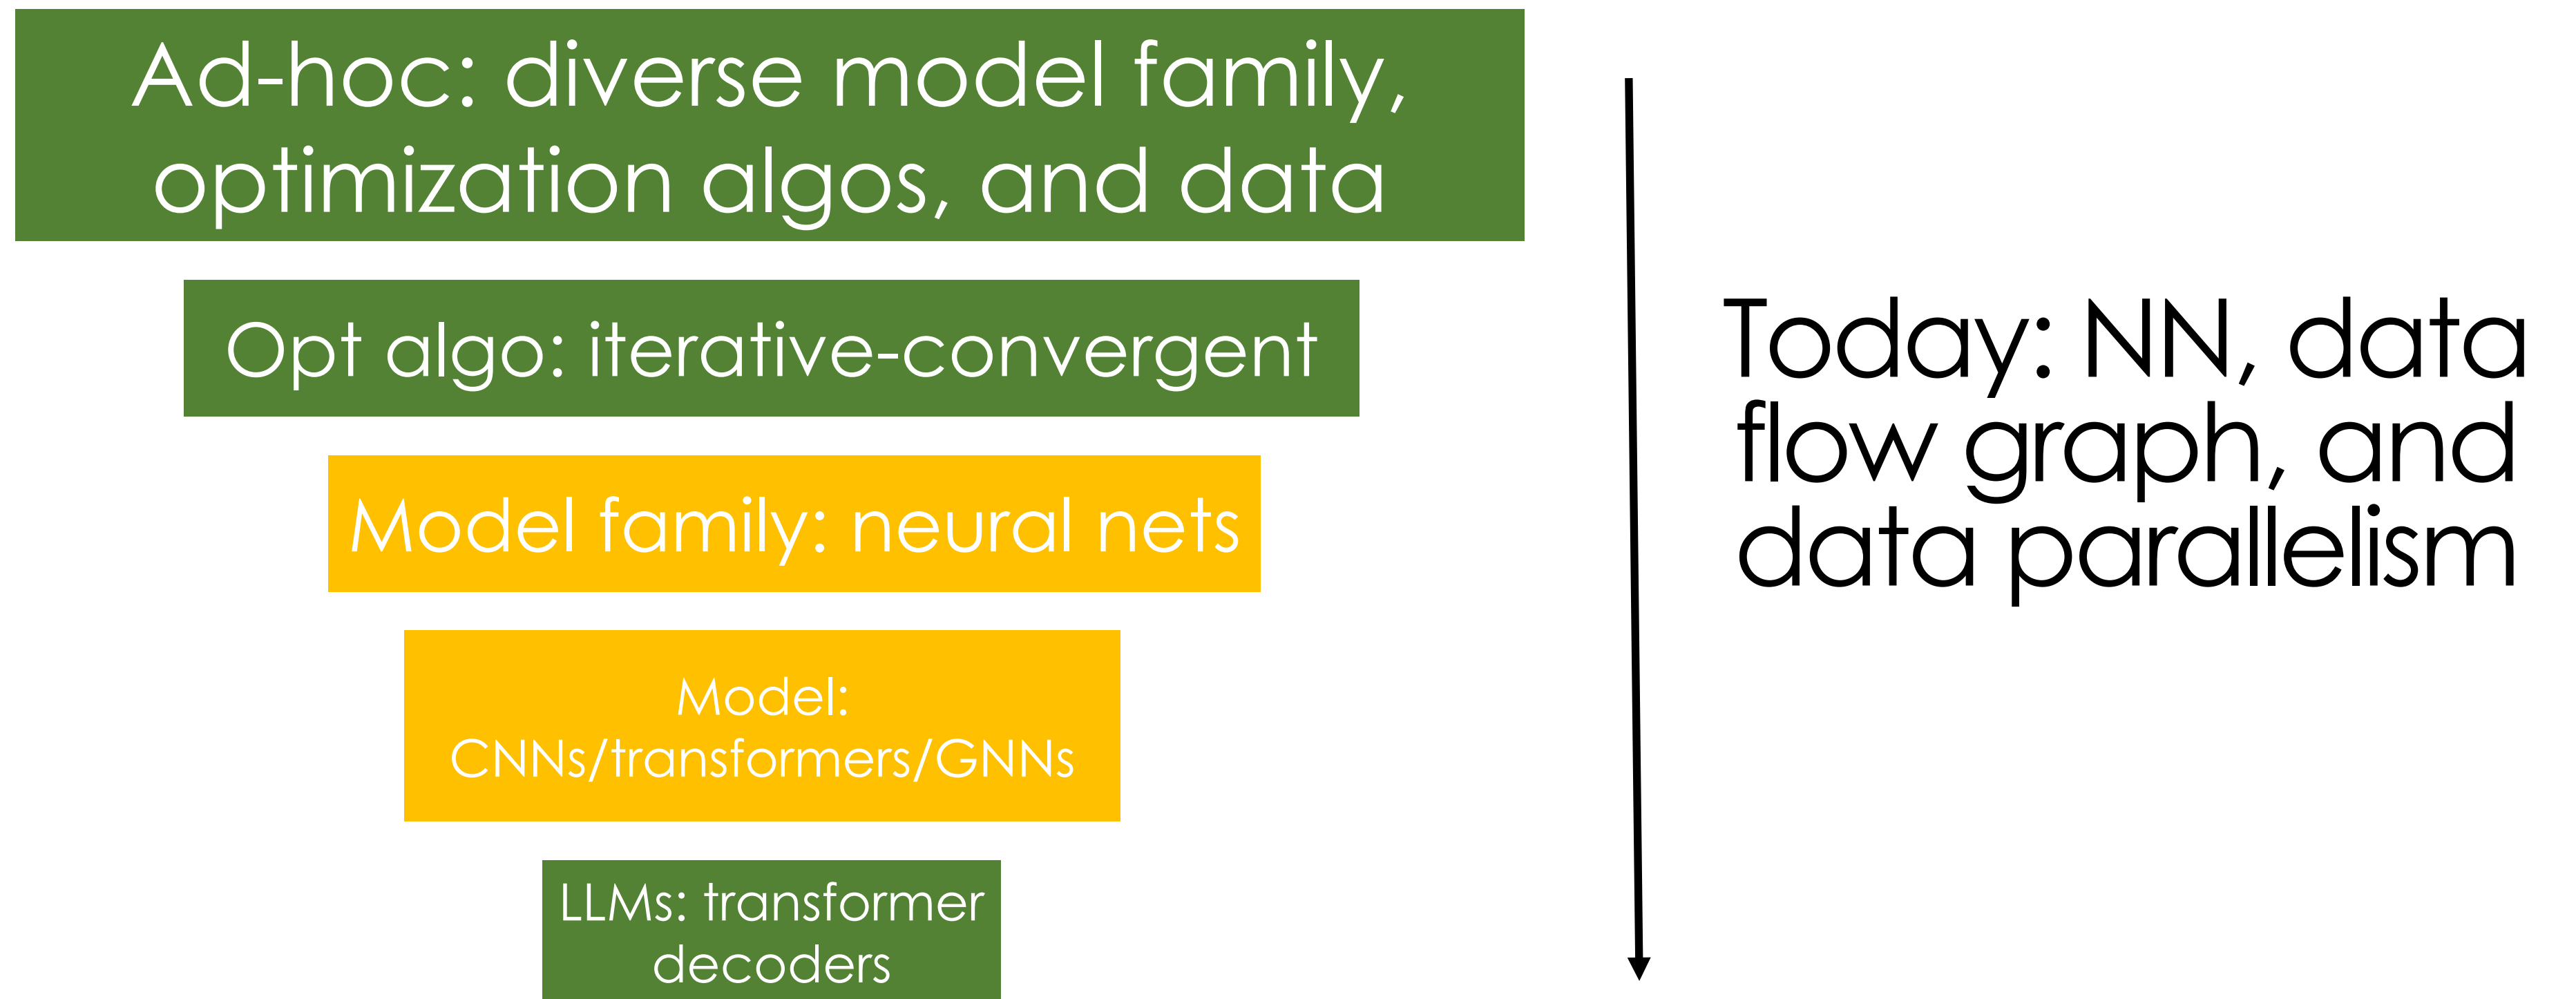 Ad-hoc: diverse model family,
optimization algos, and data
Opt algo: iterative-convergent
Model family: neural nets
Model:
CNNs/transformers/GNNs
LLMs: transformer
decoders
Today: NN, data
flow graph, and
data parallelism